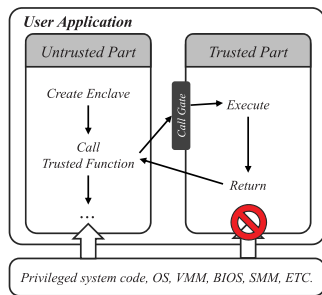 User Application
Untrusted Part
Trusted Part
Create Enclave
Call
Trusted Function
...
Call Gate
Execute
Return
Privileged system code, OS, VMM, BIOS, SMM, ETC.